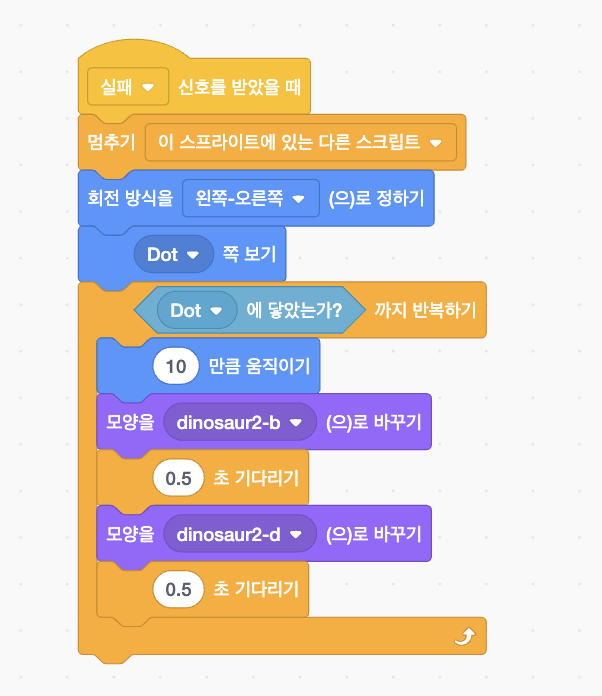 실패 신호를 받았을 때
멈추기 이 스프라이트에 있는 다른 스크립트
회전 방식을 왼쪽-오른쪽 (으)로 정하기
Dot 쪽 보기
Dot 에 닿았는가? 까지 반복하기
10 만큼 움직이기
모양을 dinosaur2-b (으)로 바꾸기
0.5 초 기다리기
모양을 dinosaur2-d (으)로 바꾸기
0.5 초 기다리기